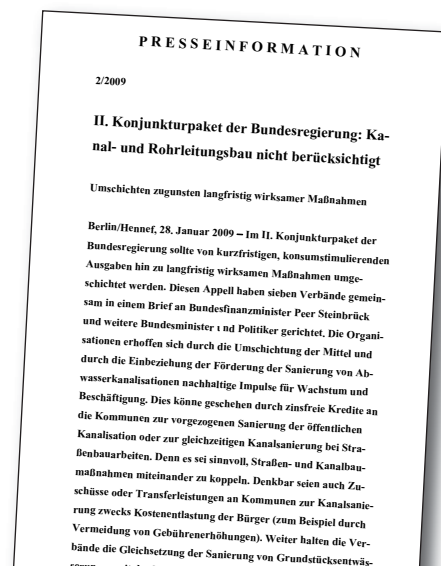 PRESSEINFORMATION
2/2009
II. Konjunkturpaket der Bundesregierung: Ka-
nal- und Rohrleitungsbau nicht berücksichtigt
Umschichten zugunsten langfristig wirksamer Maßnahmen
Berlin/Hennef, 28. Januar 2009 – Im II. Konjunkturpaket der
Bundesregierung sollte von kurzfristigen, konsumstimulierenden
Ausgaben hin zu langfristig wirksamen Maßnahmen umge-
schichtet werden. Diesen Appell haben sieben Verbände gemein-
sam in einem Brief an Bundesfinanzminister Peer Steinbrück
und weitere Bundesminister und Politiker gerichtet. Die Organi-
sationen erhoffen sich durch die Umschichtung der Mittel und
durch die Einbeziehung der Förderung der Sanierung von Ab-
wasserkanalisationen nachhaltige Impulse für Wachstum und
Beschäftigung. Dies könne geschehen durch zinsfreie Kredite an
die Kommunen zur vorgezogenen Sanierung der öffentlichen
Kanalisation oder zur gleichzeitigen Kanalsanierung bei Stra-
ßenbauarbeiten. Denn es sei sinnvoll, Straßen- und Kanalbau-
maßnahmen miteinander zu koppeln. Denkbar seien auch Zu-
schüsse oder Transferleistungen an Kommunen zur Kanalsanie-
rung zwecks Kostenentlastung der Bürger (zum Beispiel durch
Vermeidung von Gebührenerhöhungen). Weiter halten die Ver-
bände die Gleichsetzung der Sanierung von Grundstücksentwäs-